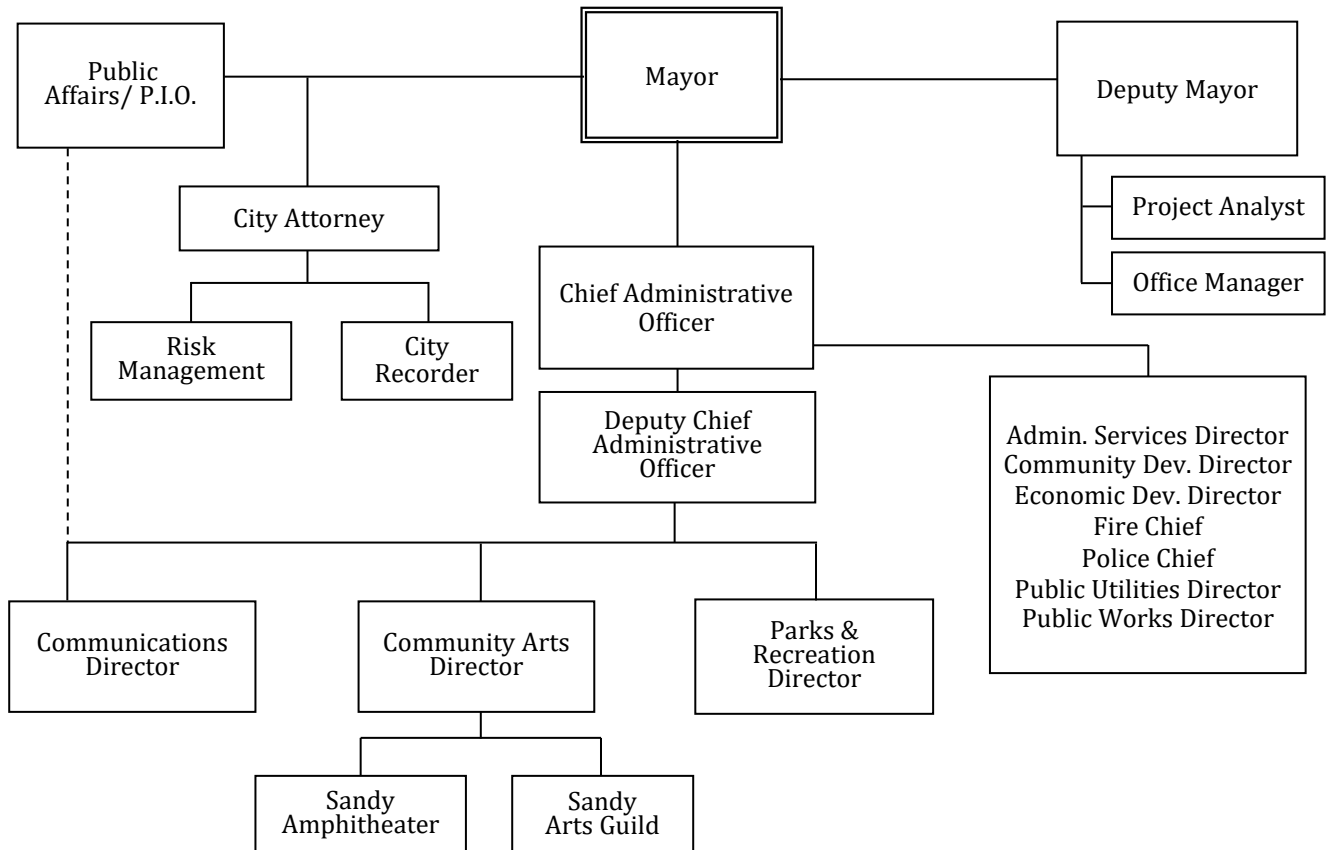 Public
Affairs/ P.I.O.
Mayor
Deputy Mayor
Project Analyst
Office Manager
City Attorney
Risk
Management
City
Recorder
Chief Administrative
Officer
Deputy Chief
Administrative
Officer
Admin. Services Director
Community Dev. Director
Economic Dev. Director
Fire Chief
Police Chief
Public Utilities Director
Public Works Director
Communications
Director
Community Arts
Director
Parks &
Recreation
Director
Sandy
Amphitheater
Sandy
Arts Guild